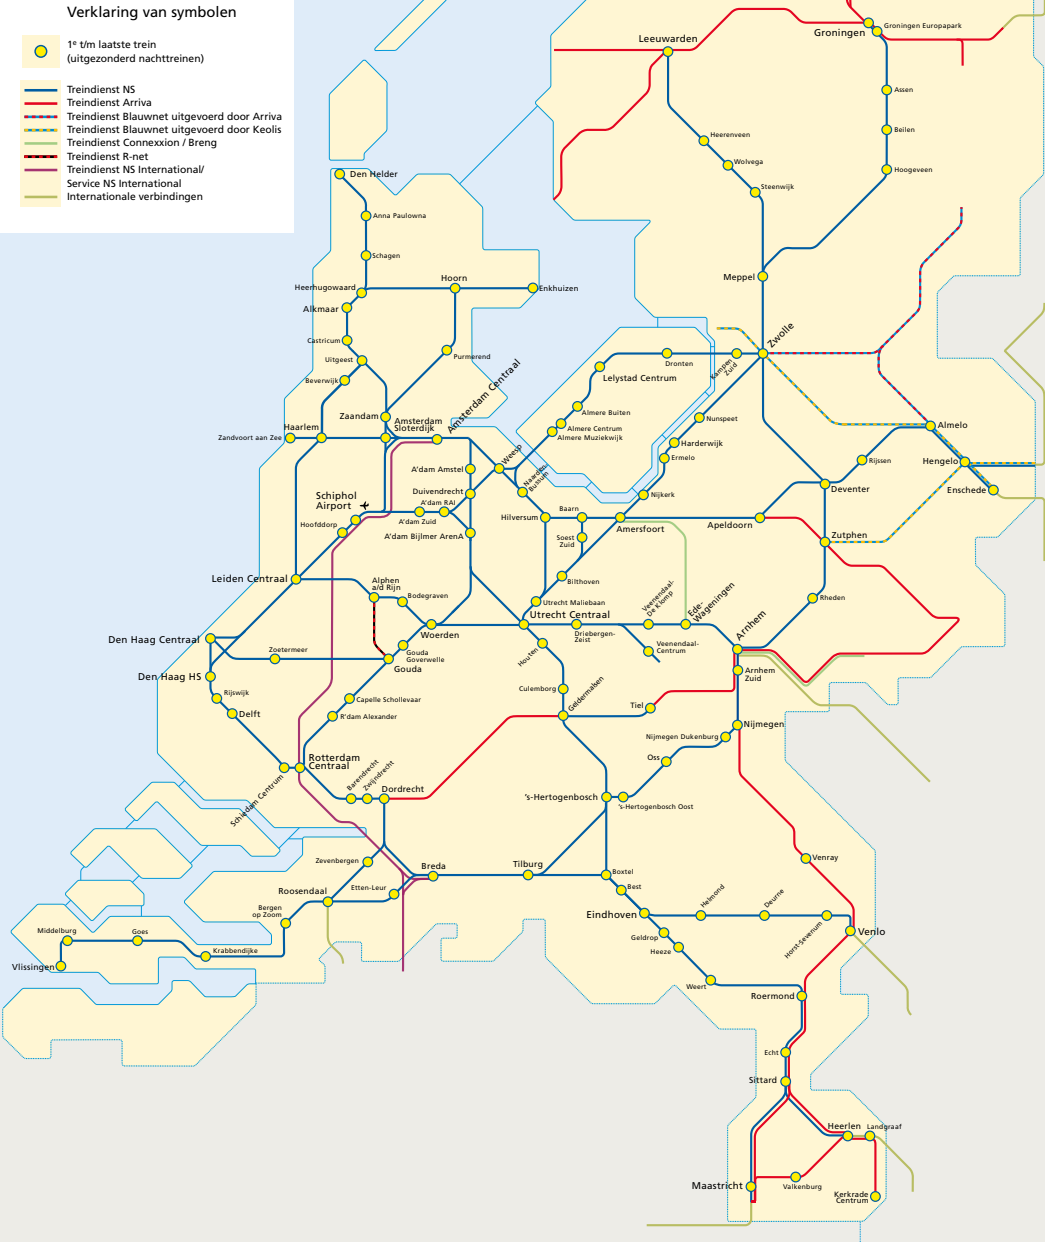 Verklaring van symbolen
1e t/m laatste trein
(uitgezonderd nachttreinen)
Treindienst NS
Treindienst Arriva
Treindienst Blauwnet uitgevoerd door Arriva
Treindienst Blauwnet uitgevoerd door Keolis
Treindienst Connexxion / Breng
Treindienst R-net
Treindienst NS International/
Service NS International
Internationale verbindingen
Groningen Europapark
Groningen
Leeuwarden
Assen
Beilen
Heerenveen
Wolvega
Hoogeveen
Steenwijk
Den Helder
Anna Paulowna
Schagen
Meppel
Heerhugowaard
Hoorn
Enkhuizen
Alkmaar
Castricum
Zwolle
Uitgeest
Purmerend
Dronten
Kampen
Zuid
Beverwijk
Lelystad Centrum
Amsterdam Centraal
Zaandam
Amsterdam
Sloterdijk
Almere Buiten
Almere Centrum
Almere Muziekwijk
Nunspeet
Almelo
Haarlem
Zandvoort aan Zee
Harderwijk
Ermelo
Weesp
Rijssen
Hengelo
A'dam Amstel
Naarden-
Bussum
Enschede
Duivendrecht
Deventer
Nijkerk
Schiphol
Airport
A'dam RAI
A'dam Zuid
Hilversum
Baarn
Amersfoort
Apeldoorn
Hoofddorp
A'dam Bijlmer ArenA
Soest
Zuid
Zutphen
Leiden Centraal
Alphen
a/d Rijn
Bodegraven
Bilthoven
Utrecht Maliebaan
Veenendaal-
De Klomp
Ede-
Wageningen
Rheden
Utrecht Centraal
Driebergen-
Zeist
Arnhem
Den Haag Centraal
Woerden
Gouda
Goverwelle
Houten
Veenendaal-
Centrum
Zoetermeer
Gouda
Den Haag HS
Arnhem
Zuid
Rijswijk
Delft
Capelle Schollevaar
R'dam Alexander
Culemborg
Geldermalsen
Tiel
Nijmegen
Nijmegen Dukenburg
Oss
Rotterdam
Centraal
Schiedam Centrum
Barendrecht
Zwijndrecht
Dordrecht
's-Hertogenbosch
's-Hertogenbosch Oost
Zevenbergen
Breda
Tilburg
Boxtel
Venray
Roosendaal
Etten-Leur
Best
Helmond
Deurne
Bergen
op Zoom
Eindhoven
Horst-Sevenum
Venlo
Middelburg
Goes
Krabbendijke
Geldrop
Heeze
Vlissingen
Weert
Roermond
Echt
Sittard
Heerlen
Landgraaf
Maastricht
Valkenburg
Kerkrade
Centrum